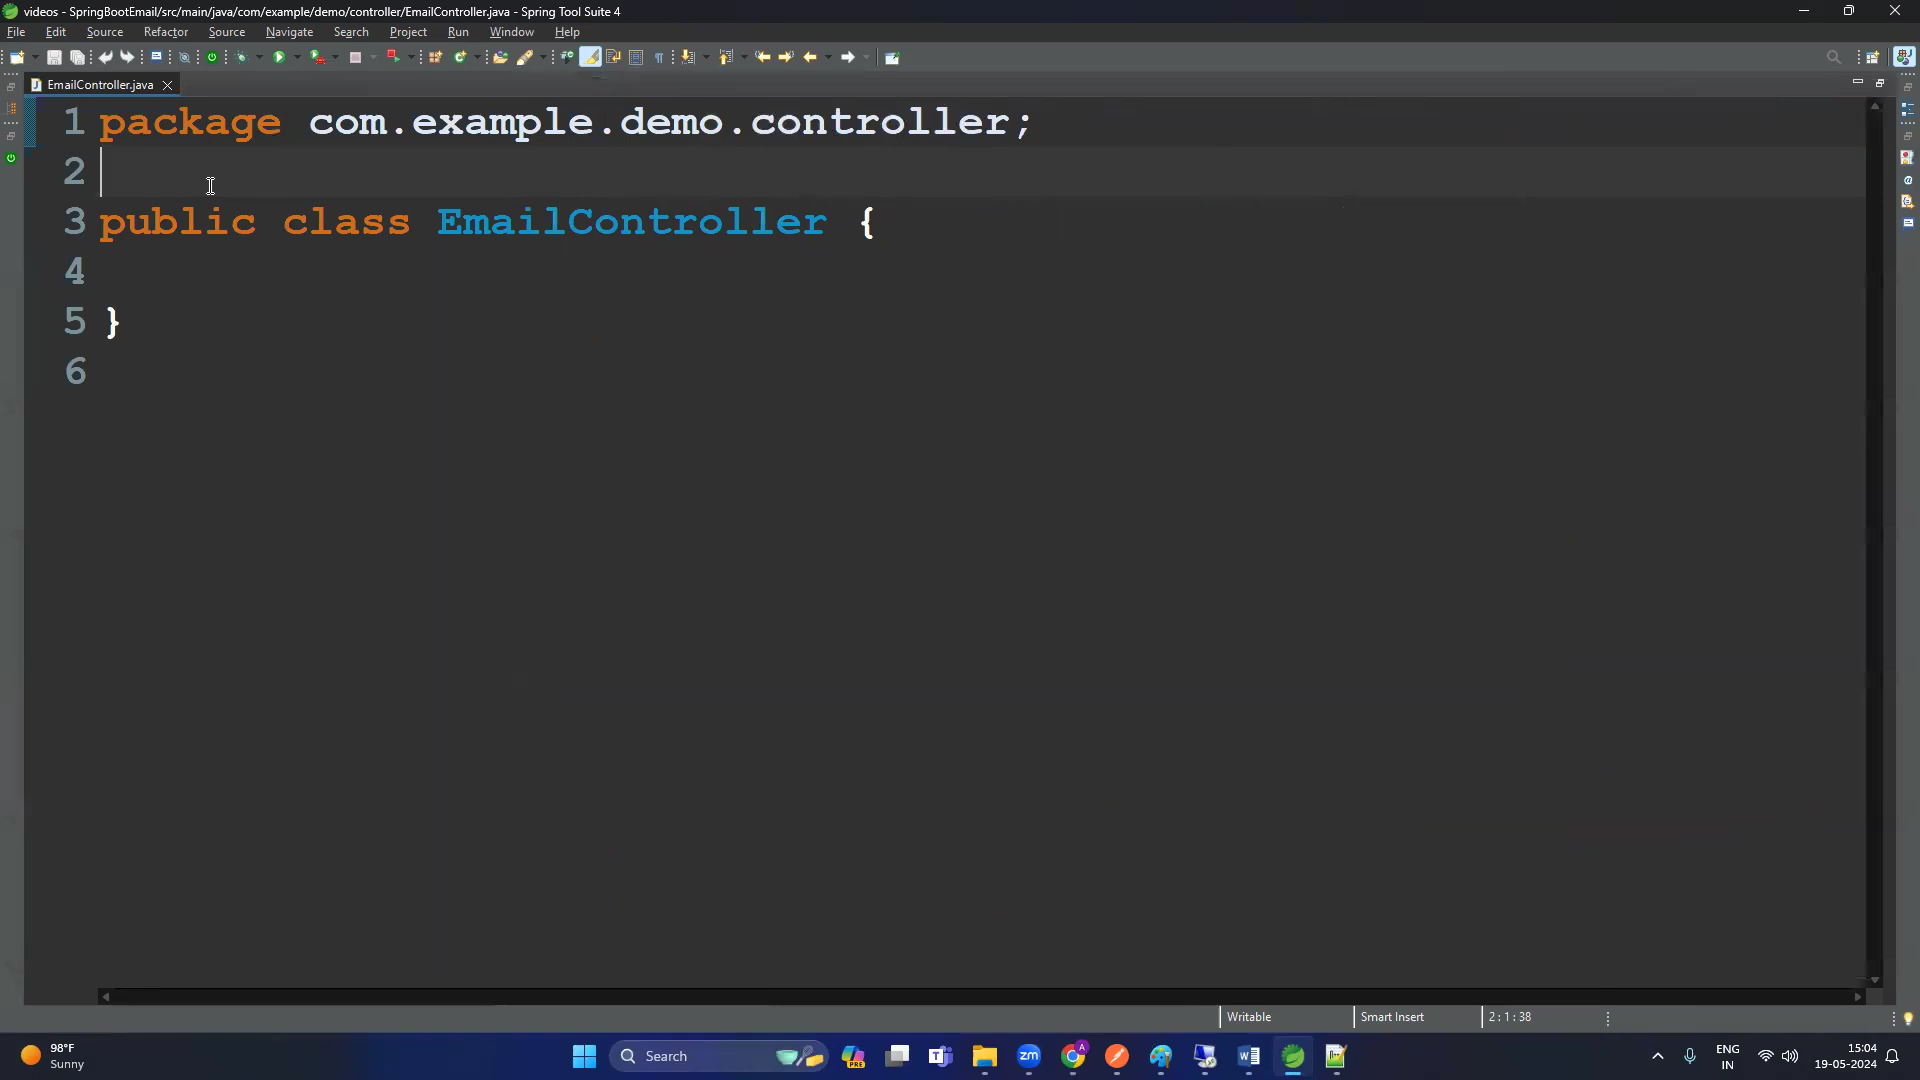 videos - SpringBootEmail/src/main/java/com/example/demo/controller/EmailController.java - Spring Tool Suite 4
File Edit Source Refactor Source Navigate Search Project Run Window Help
EmailController.java
1 package com.example.demo.controller;
2
3 public class EmailController {
4
5 }
6
Writable Smart Insert 2 : 1 : 38
98°F
Sunny
Search
PRE
zm
A
ENG
IN
15:04
19-05-2024